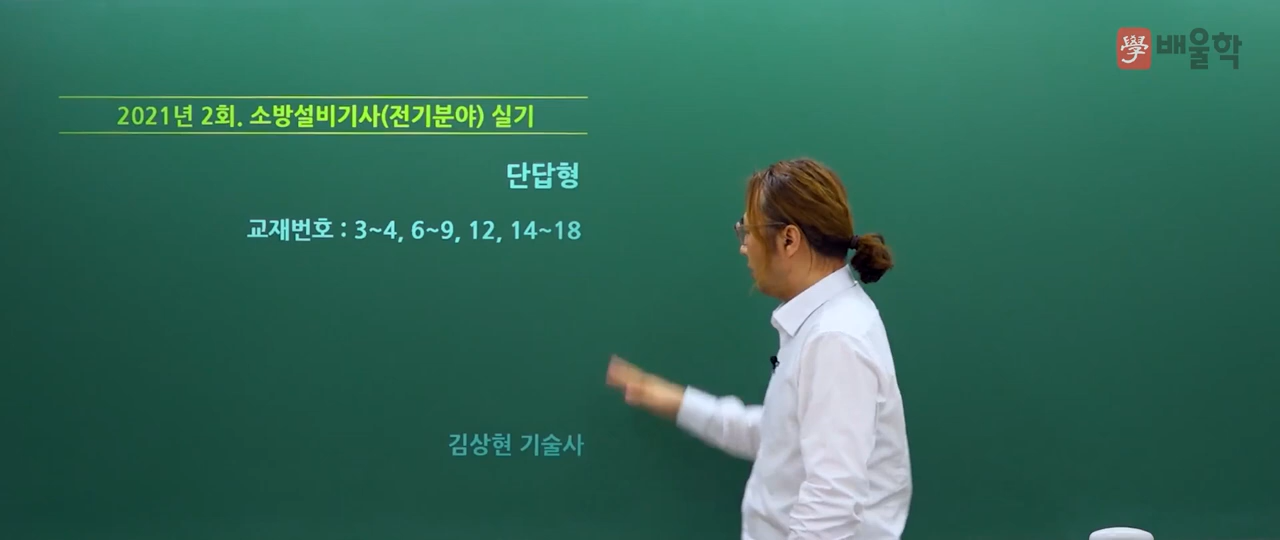 學 배울학
2021년 2회. 소방설비기사(전기분야) 실기
단답형
교재번호 : 3~4, 6~9, 12, 14~18
김상현 기술사